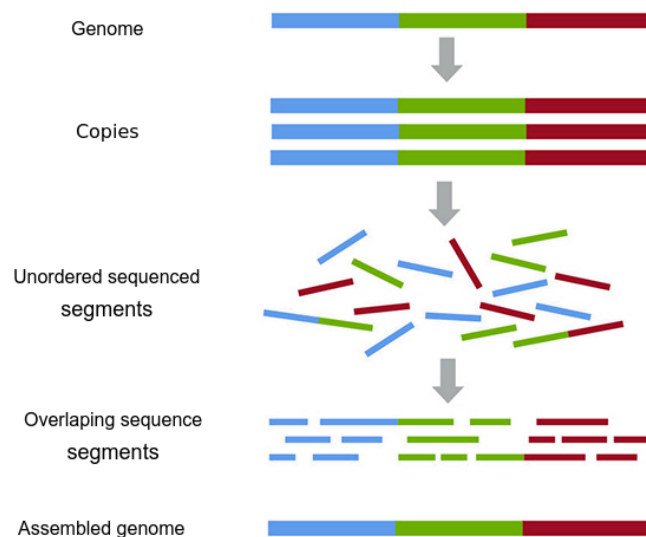 Genome
Copies
Unordered sequenced
segments
Overlaping sequence
segments
Assembled genome